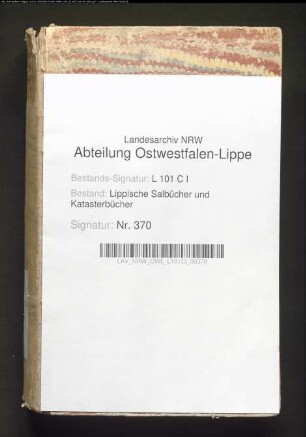 Landesarchiv NRW
Abteilung Ostwestfalen-Lippe
Bestands-Signatur: L 101 C I
Bestand: Lippische Salbücher und
Katasterbücher
Signatur: Nr. 370
LAV_NRW_OWL_L101CI_00370